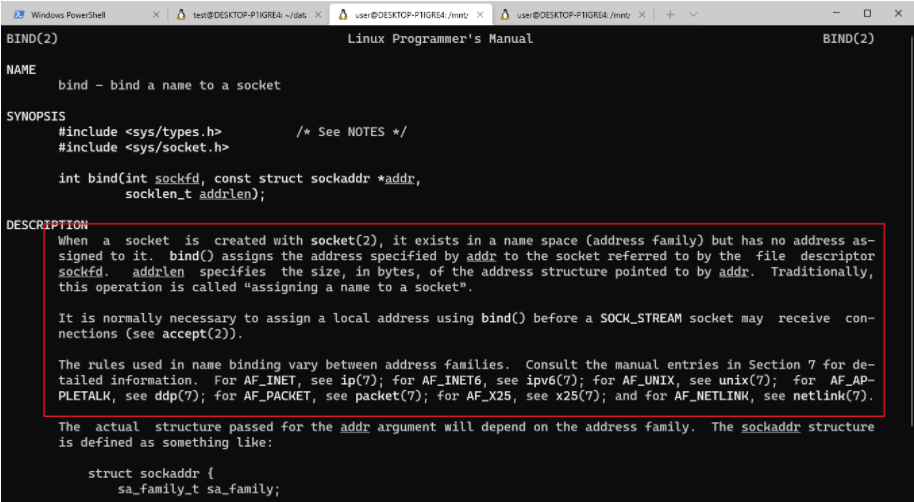 Windows PowerShell
test@DESKTOP-P1IGRE4: ~/dat
user@DESKTOP-P1IGRE4: /mnt/
user@DESKTOP-P1IGRE4: /mnt/
BIND(2) Linux Programmer's Manual BIND(2)
NAME
bind - bind a name to a socket
SYNOPSIS
#include <sys/types.h> /* See NOTES */
#include <sys/socket.h>
int bind(int sockfd, const struct sockaddr *addr,
socklen_t addrlen);
DESCRIPTION
When a socket is created with socket(2), it exists in a name space (address family) but has no address as-
signed to it. bind() assigns the address specified by addr to the socket referred to by the file descriptor
sockfd. addrlen specifies the size, in bytes, of the address structure pointed to by addr. Traditionally,
this operation is called “assigning a name to a socket”.
It is normally necessary to assign a local address using bind() before a SOCK_STREAM socket may receive con-
nections (see accept(2)).
The rules used in name binding vary between address families. Consult the manual entries in Section 7 for de-
tailed information. For AF_INET, see ip(7); for AF_INET6, see ipv6(7); for AF_UNIX, see unix(7); for AF_AP-
PLETALK, see ddp(7); for AF_PACKET, see packet(7); for AF_X25, see x25(7); and for AF_NETLINK, see netlink(7).
The actual structure passed for the addr argument will depend on the address family. The sockaddr structure
is defined as something like:
struct sockaddr {
sa_family_t sa_family;